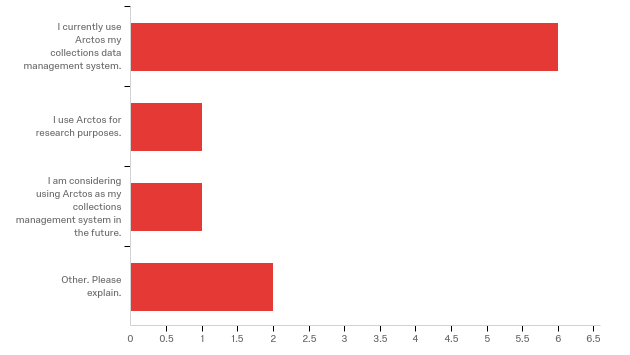 I currently use
Arctos my
collections data
management system.
I use Arctos for
research purposes.
I am considering
using Arctos as my
collections
management system in
the future.
Other. Please
explain.
0 0.5 1 1.5 2 2.5 3 3.5 4 4.5 5 5.5 6 6.5